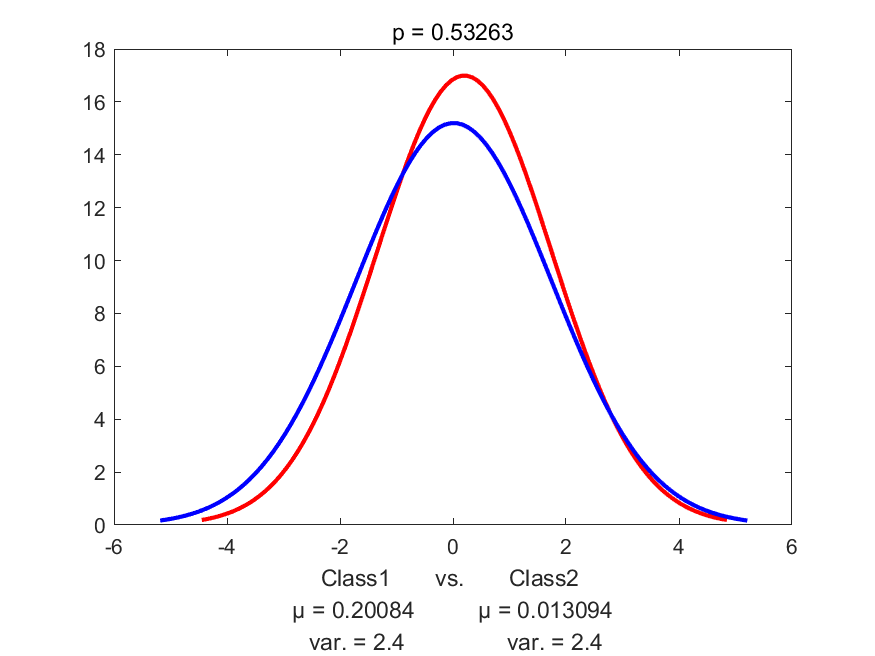 p = 0.53263
18
16
14
12
10
8
6
4
2
0
-6 -4 -2 0 2 4 6
Class1 vs. Class2
μ = 0.20084 μ = 0.013094
var. = 2.4 var. = 2.4